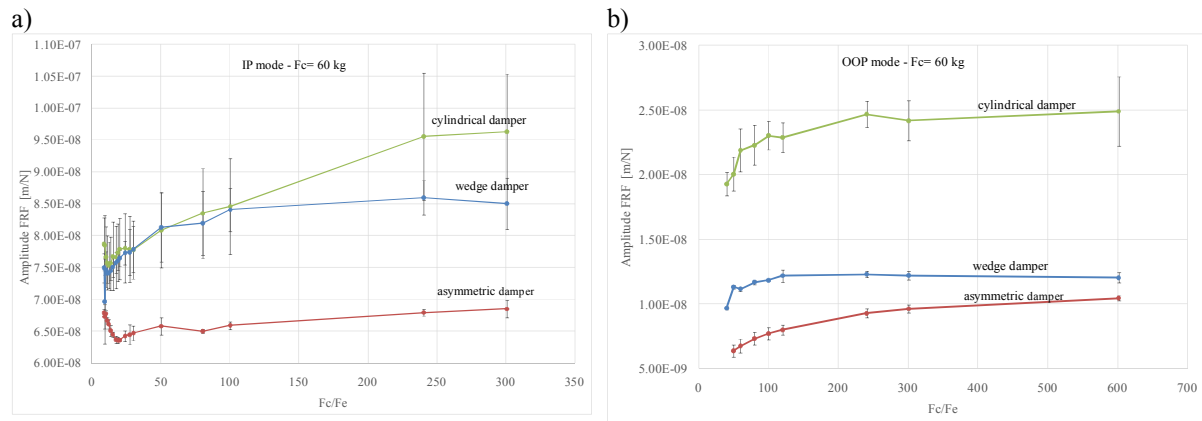 a)
1.10E-07
1.05E-07
1.00E-07
9.50E-08
9.00E-08
8.50E-08
8.00E-08
7.50E-08
7.00E-08
6.50E-08
6.00E-08
Amplitude FRF [m/N]
IP mode - Fc= 60 kg
cylindrical damper
wedge damper
asymmetric damper
0 50 100 150 200 250 300 350
Fc/Fe
b)
3.00E-08
2.50E-08
2.00E-08
1.50E-08
1.00E-08
5.00E-09
Amplitude FRF [m/N]
OOP mode - Fc= 60 kg
cylindrical damper
wedge damper
asymmetric damper
0 100 200 300 400 500 600 700
Fc/Fe